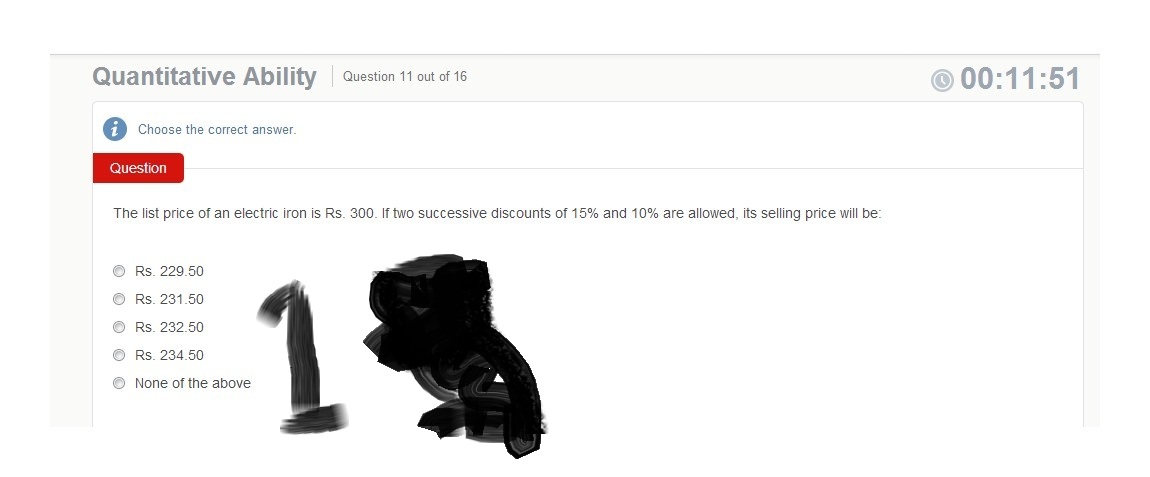 Quantitative Ability Question 11 out of 16 00:11:51
Choose the correct answer.
Question
The list price of an electric iron is Rs. 300. If two successive discounts of 15% and 10% are allowed, its selling price will be:
Rs. 229.50
Rs. 231.50
Rs. 232.50
Rs. 234.50
None of the above
1